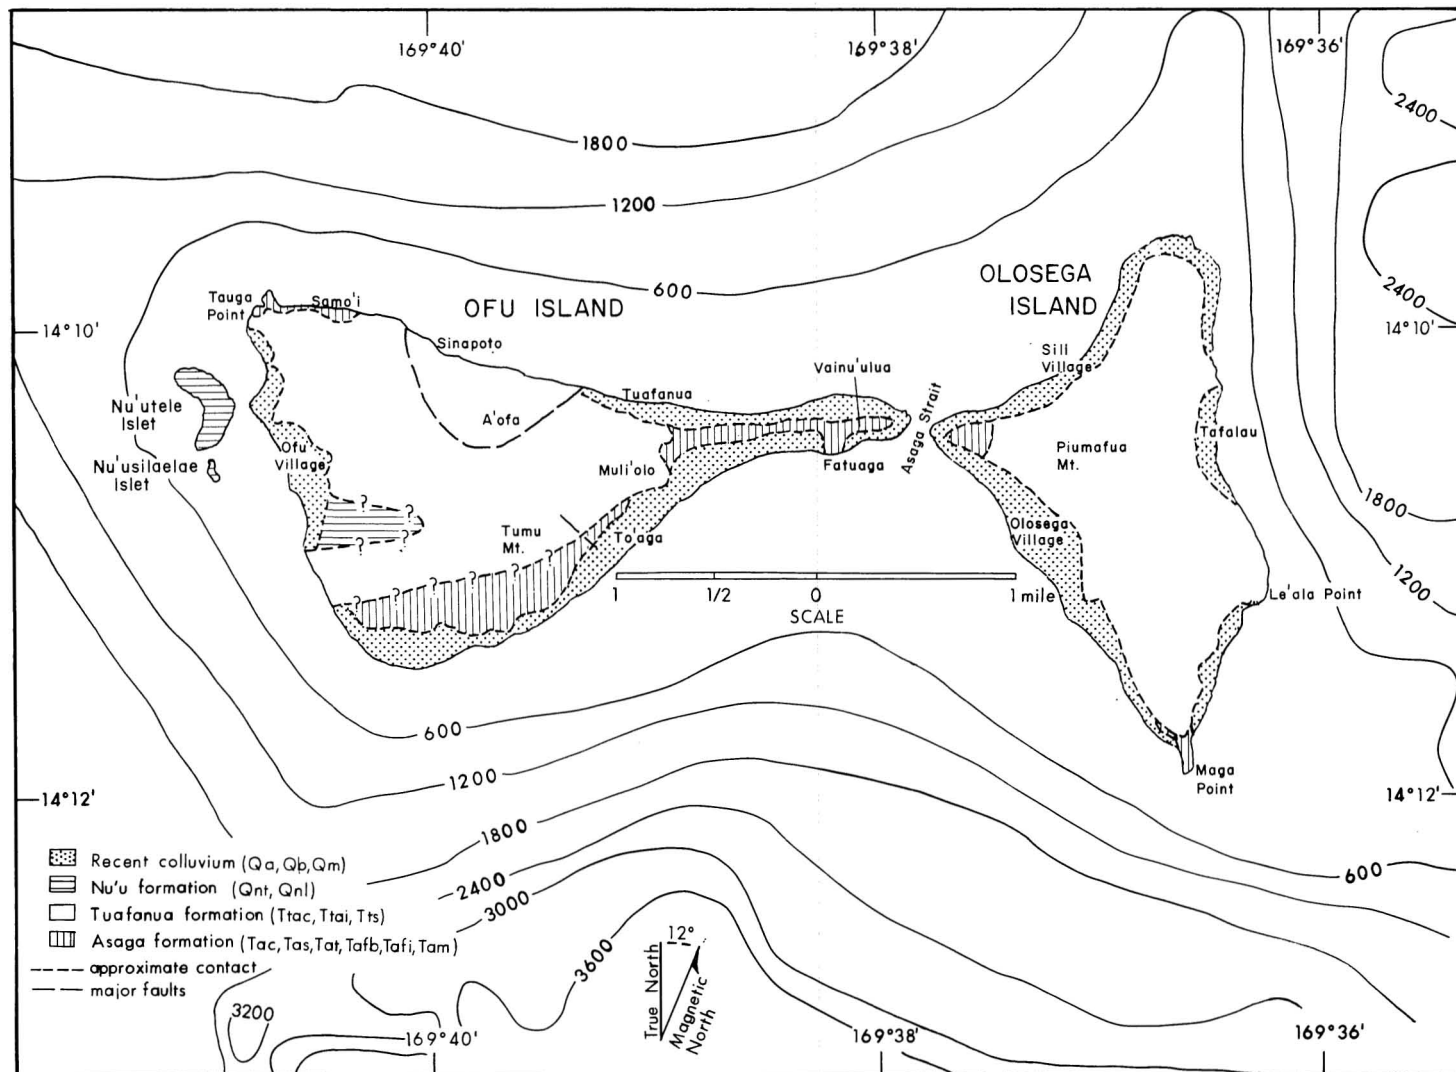 169°40'
169°38'
169°36'
2400
1800
1200
2400
600
OLOSEGA
ISLAND
OFU ISLAND
Tauga
Point
Samo'i
14°10'
14°10'
Sinapoto
Sili
Village
Vainu'ulua
Tuafanua
Nu'utele
Islet
A'ofa
Asaga Strait
Tafalau
Ofu
Village
Piumafua
Mt.
Nu'usilaelae
Islet
Muli'olo
Fatuaga
1800
? ?
? ?
Tumu
Mt.
To'aga
Olosega
Village
1200
? ? ? ? ?
1 1/2 0 1 mile
SCALE
Le'ala Point
600
1200
Maga
Point
14°12'
14°12'
1800
600
2400
3000
3600
3200
Recent colluvium (Qa, Qb, Qm)
Nu'u formation (Qnt, Qnl)
Tuafanua formation (Ttac, Ttai, Tts)
Asaga formation (Tac, Tas, Tat, Tafb, Tafi, Tam)
approximate contact
major faults
12°
True North
Magnetic
North
169°40'
169°38'
169°36'